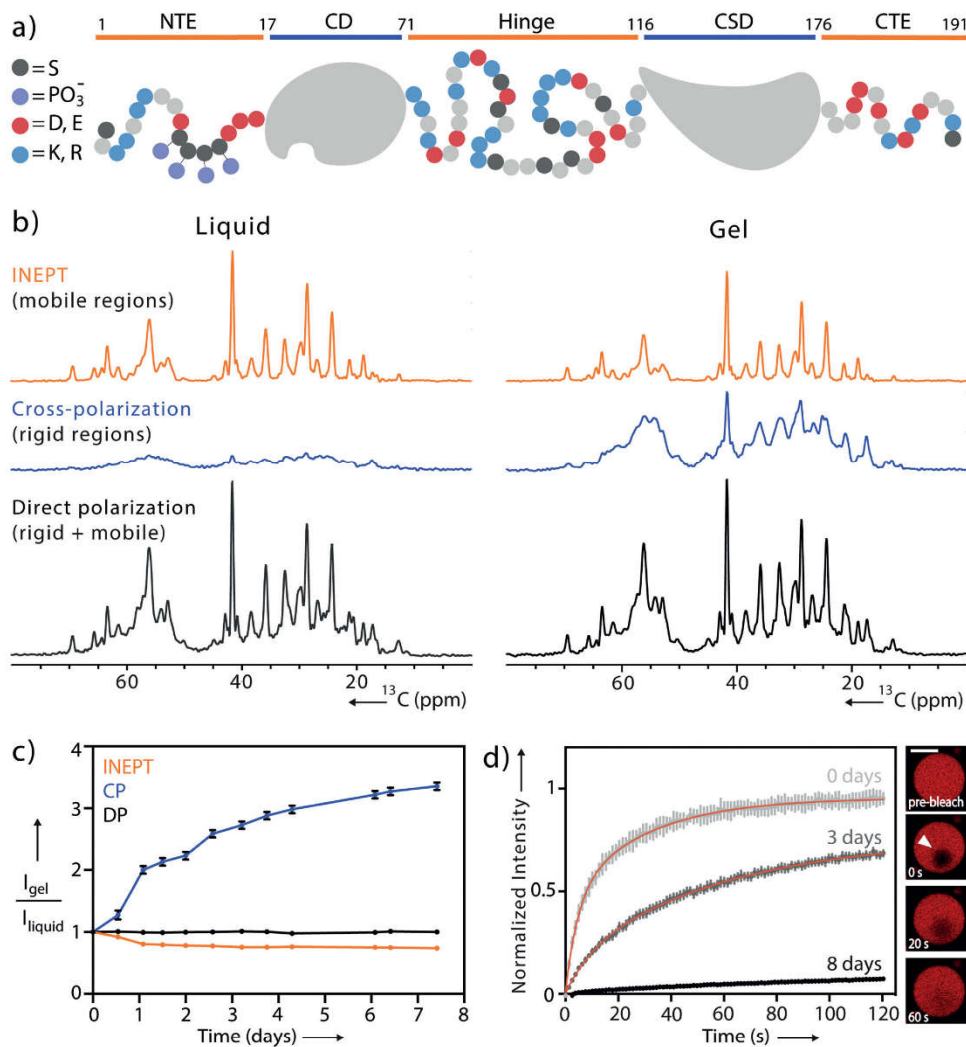 a)
1 NTE 17 CD 71 Hinge 116 CSD 176 CTE 191
= S
= PO₃⁻
= D, E
= K, R
b)
Liquid
Gel
INEPT
(mobile regions)
Cross-polarization
(rigid regions)
Direct polarization
(rigid + mobile)
60 40 20
¹³C (ppm)
60 40 20
¹³C (ppm)
c)
4
3
2
1
0
INEPT
CP
DP
I gel
I liquid
0 1 2 3 4 5 6 7 8
Time (days)
d)
Normalized Intensity
1
0.5
0
0 days
3 days
8 days
0 20 40 60 80 100 120
Time (s)
pre-bleach
0 s
20 s
60 s